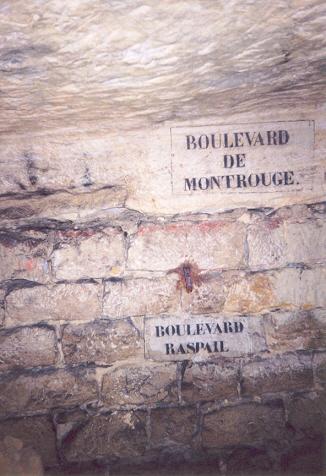 BOULEVARD
DE
MONTROUGE.
BOULEVARD
RASPAIL